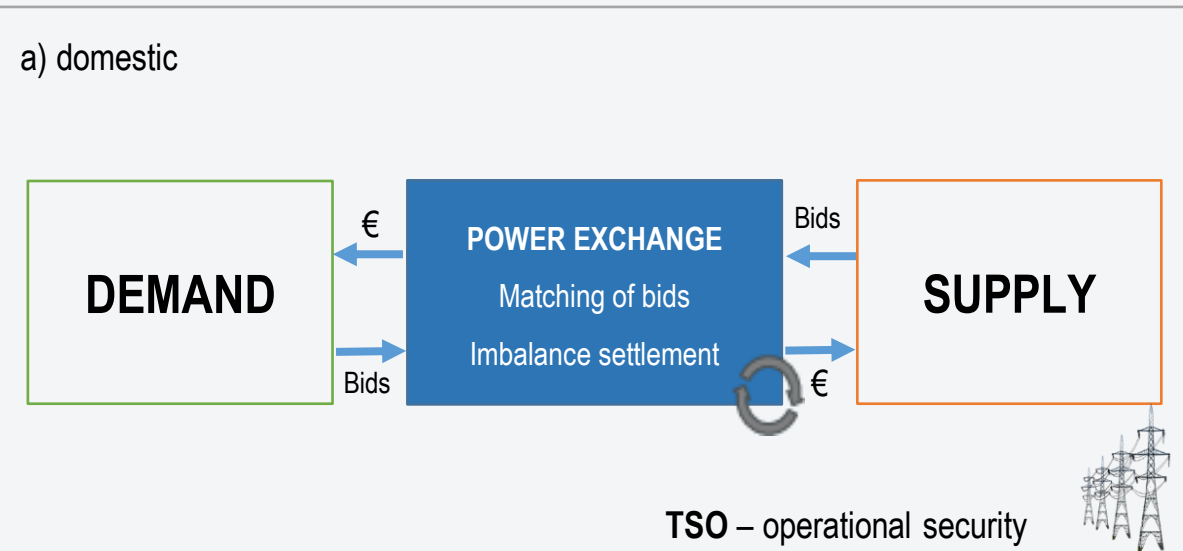 a) domestic
DEMAND
€
Bids
POWER EXCHANGE
Matching of bids
Imbalance settlement
Bids
€
SUPPLY
TSO – operational security